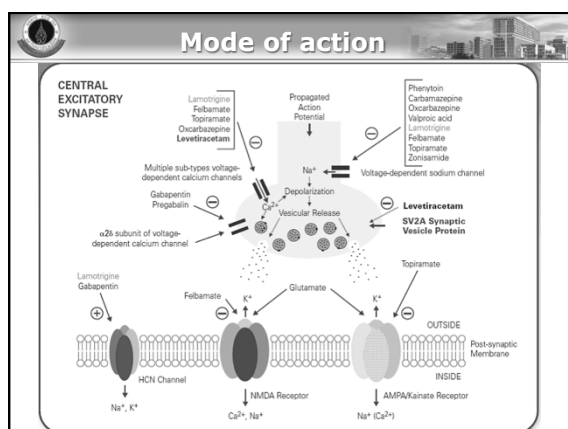 Mode of action
CENTRAL
EXCITATORY
SYNAPSE
Lamotrigine
Felbamate
Topiramate
Oxcarbazepine
Levetiracetam
Propagated
Action
Potential
Phenytoin
Carbamazepine
Oxcarbazepine
Valproic acid
Lamotrigine
Felbamate
Topiramate
Zonisamide
Multiple sub-types voltage-
dependent calcium channels
Na⁺
Voltage-dependent sodium channel
Depolarization
Ca²⁺
Vesicular Release
Gabapentin
Pregabalin
α2δ subunit of voltage-
dependent calcium channel
Levetiracetam
SV2A Synaptic
Vesicle Protein
Lamotrigine
Gabapentin
Felbamate
Glutamate
Topiramate
K⁺
K⁺
OUTSIDE
Post-synaptic
Membrane
INSIDE
HCN Channel
NMDA Receptor
AMPA/Kainate Receptor
Na⁺, K⁺
Ca²⁺, Na⁺
Na⁺ (Ca²⁺)